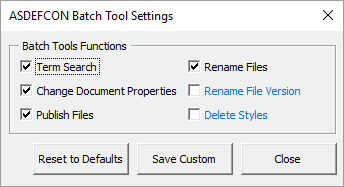 ASDEFCON Batch Tool Settings
Batch Tools Functions
Term Search
Rename Files
Change Document Properties
Rename File Version
Publish Files
Delete Styles
Reset to Defaults
Save Custom
Close